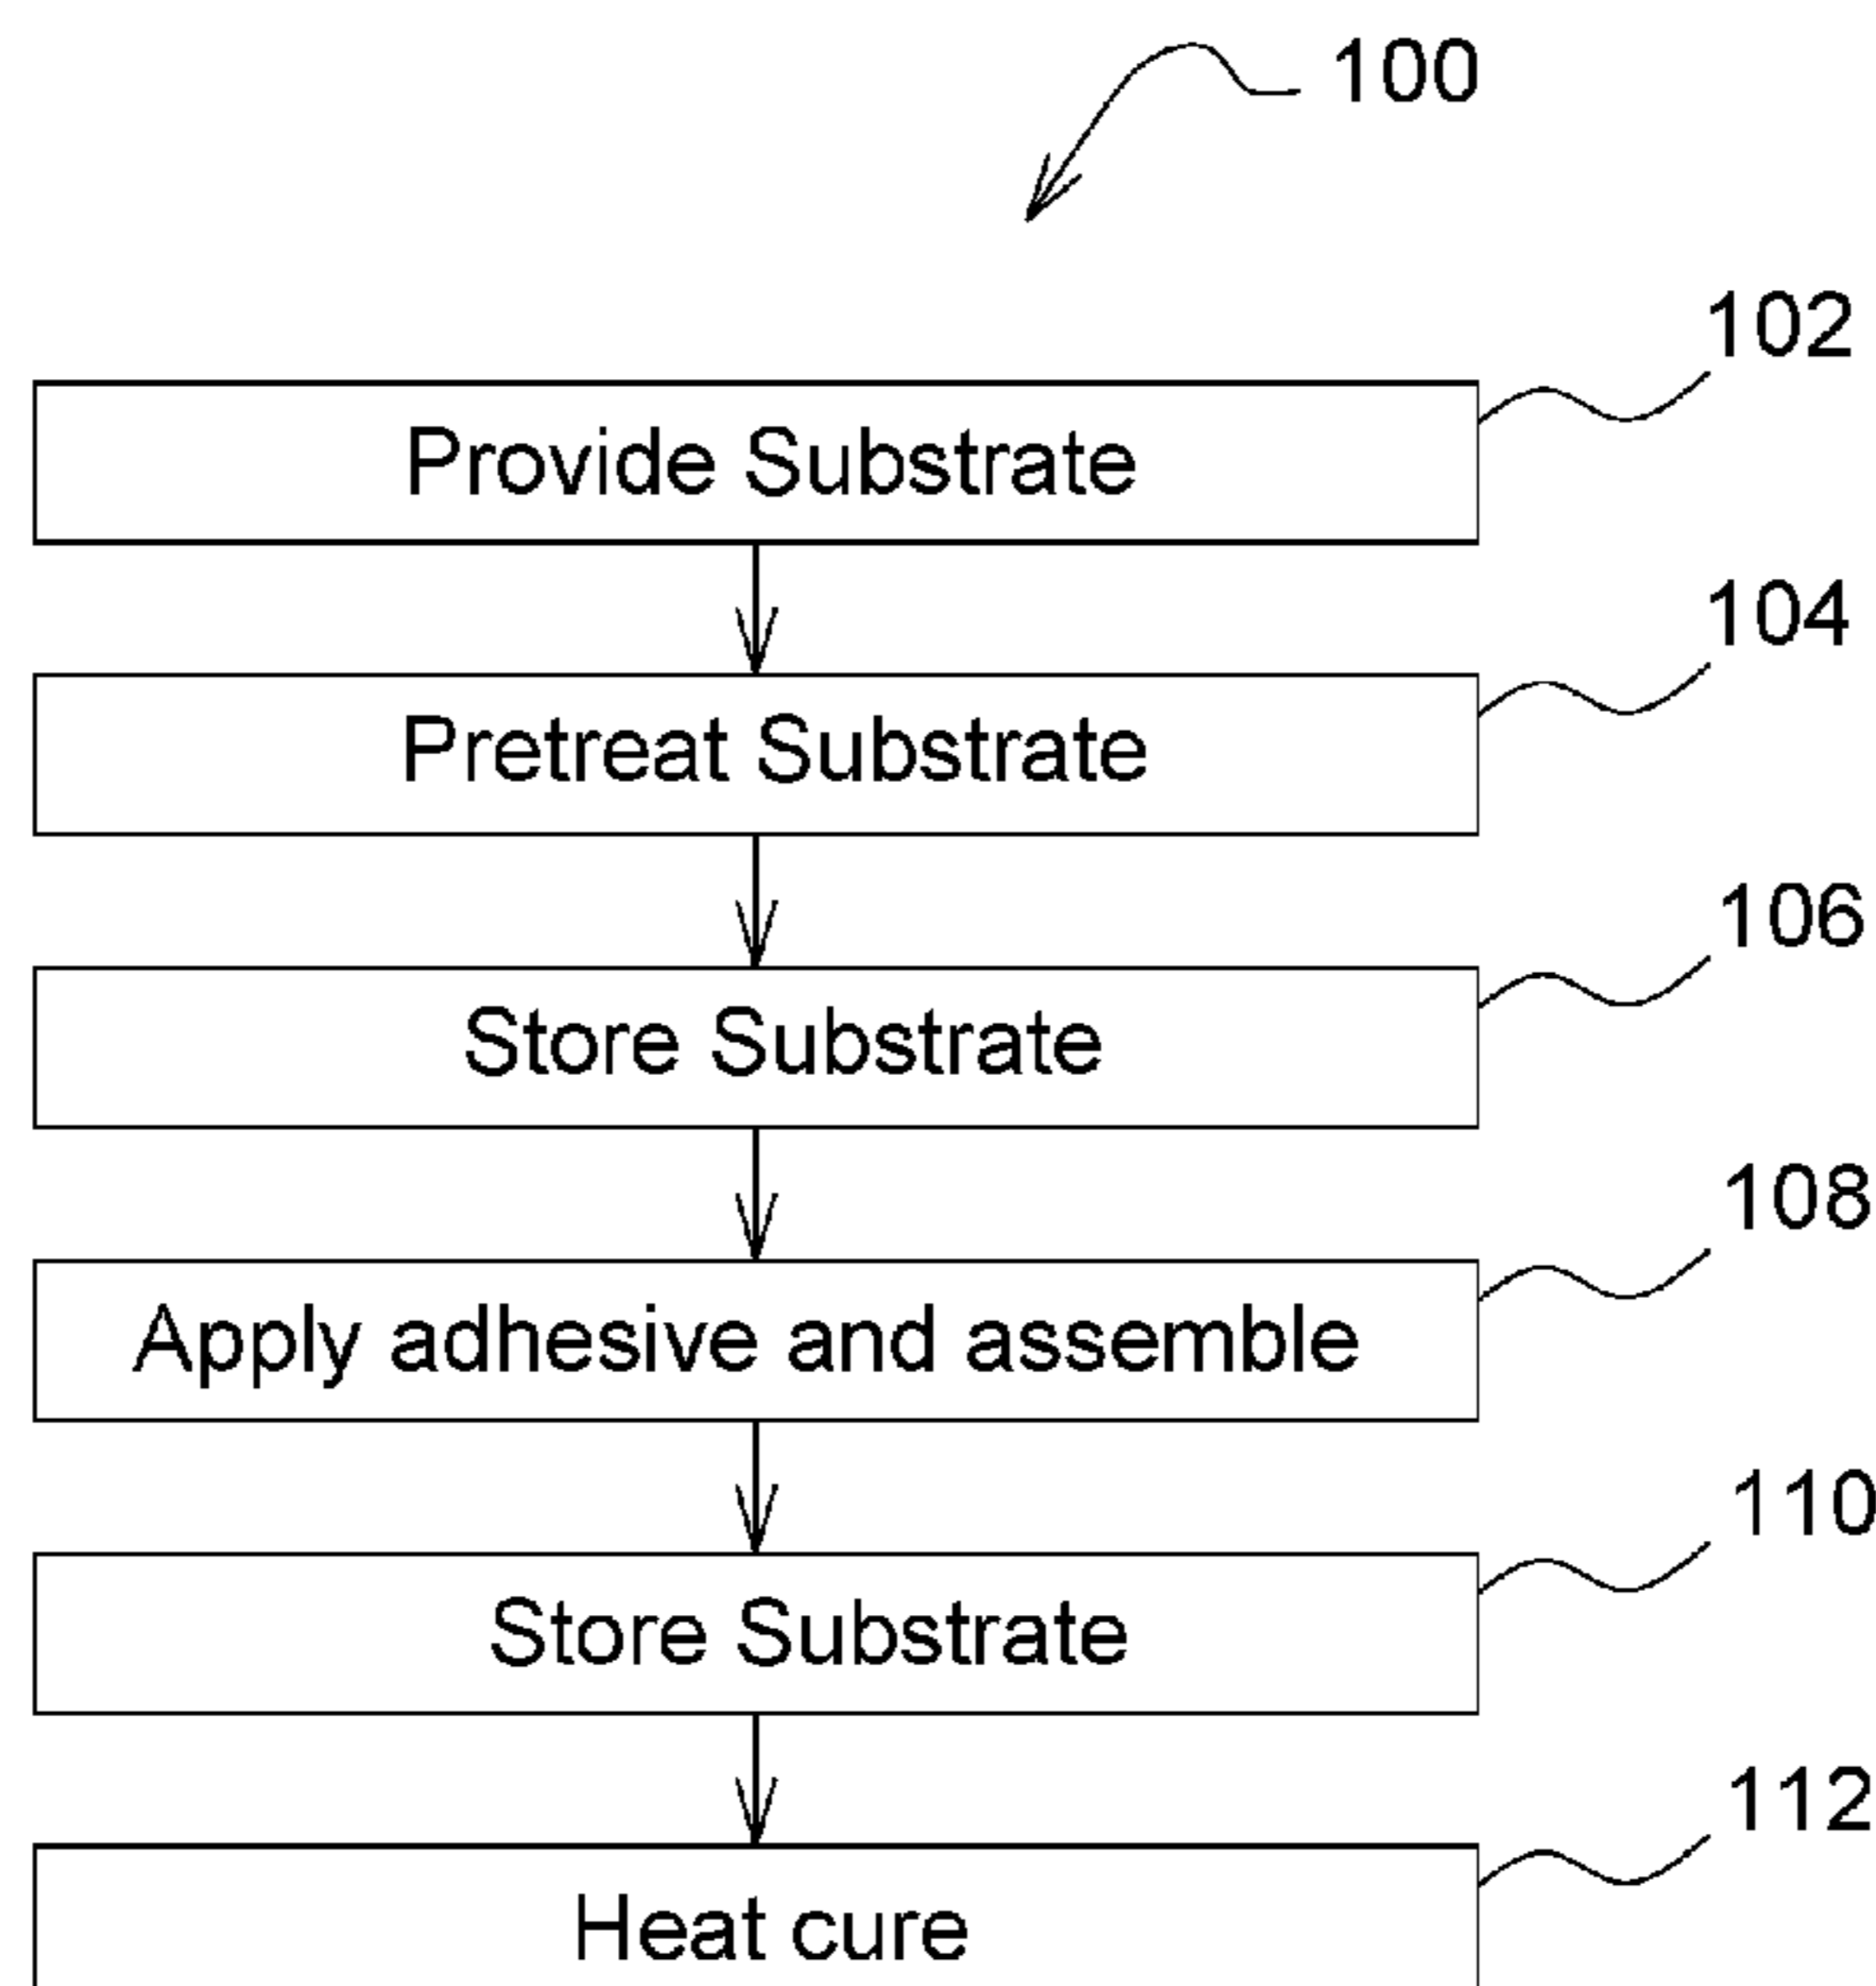 100
102
Provide Substrate
104
Pretreat Substrate
106
Store Substrate
108
Apply adhesive and assemble
110
Store Substrate
112
Heat cure